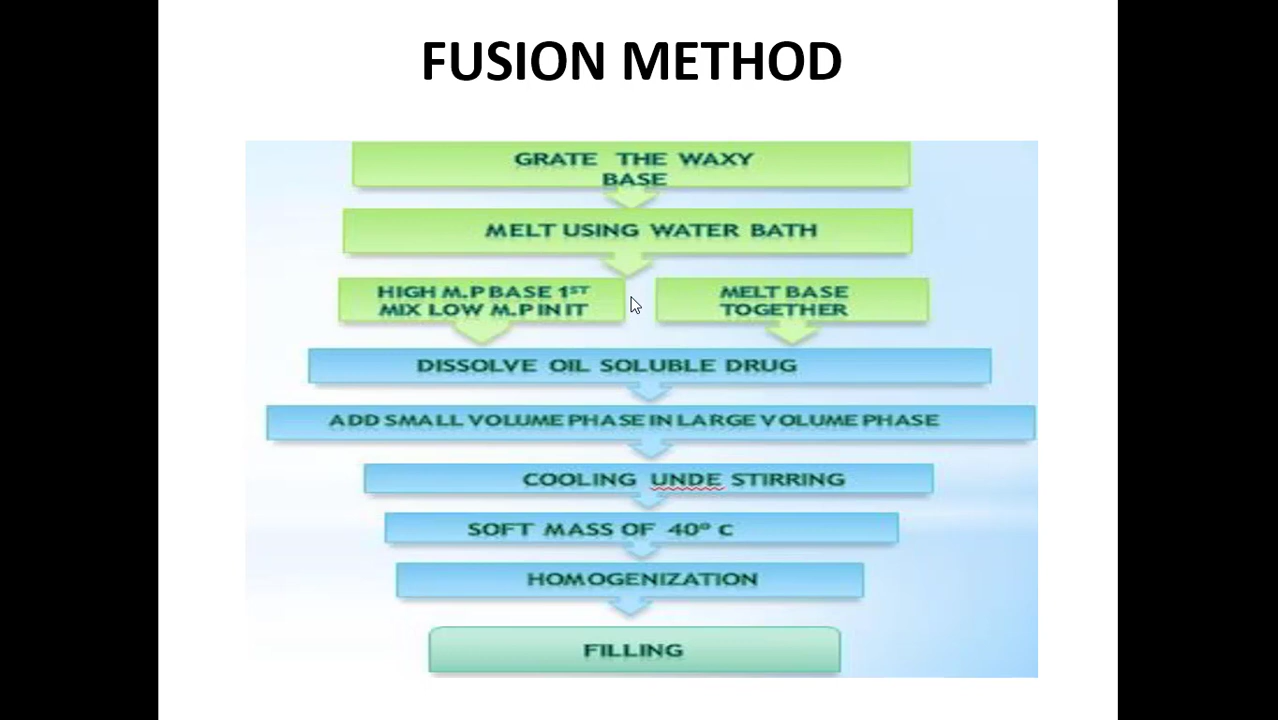 FUSION METHOD
GRATE THE WAXY
BASE
MELT USING WATER BATH
HIGH M.P BASE 1ST
MIX LOW M.P IN IT
MELT BASE
TOGETHER
DISSOLVE OIL SOLUBLE DRUG
ADD SMALL VOLUME PHASE IN LARGE VOLUME PHASE
COOLING UNDE STIRRING
SOFT MASS OF 40º C
HOMOGENIZATION
FILLING